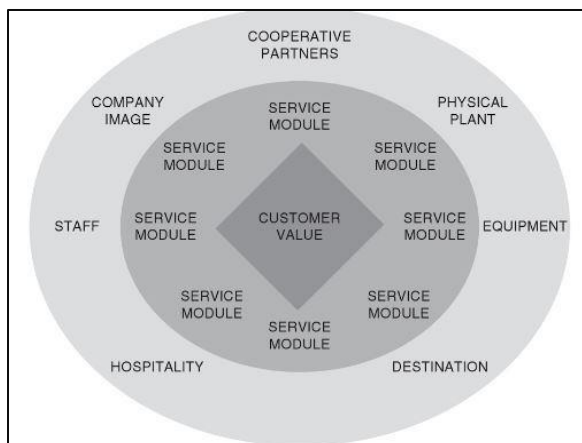 COOPERATIVE
PARTNERS
COMPANY
IMAGE
PHYSICAL
PLANT
SERVICE
MODULE
SERVICE
MODULE
SERVICE
MODULE
STAFF
SERVICE
MODULE
CUSTOMER
VALUE
SERVICE
MODULE
EQUIPMENT
SERVICE
MODULE
SERVICE
MODULE
SERVICE
MODULE
HOSPITALITY
DESTINATION